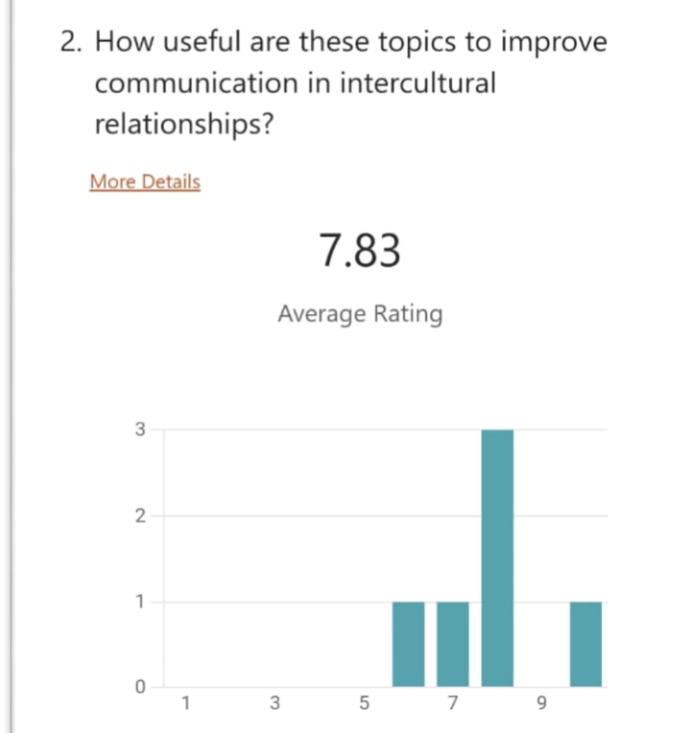 2. How useful are these topics to improve
communication in intercultural
relationships?
More Details
7.83
Average Rating
3
2
1
0
1 3 5 7 9